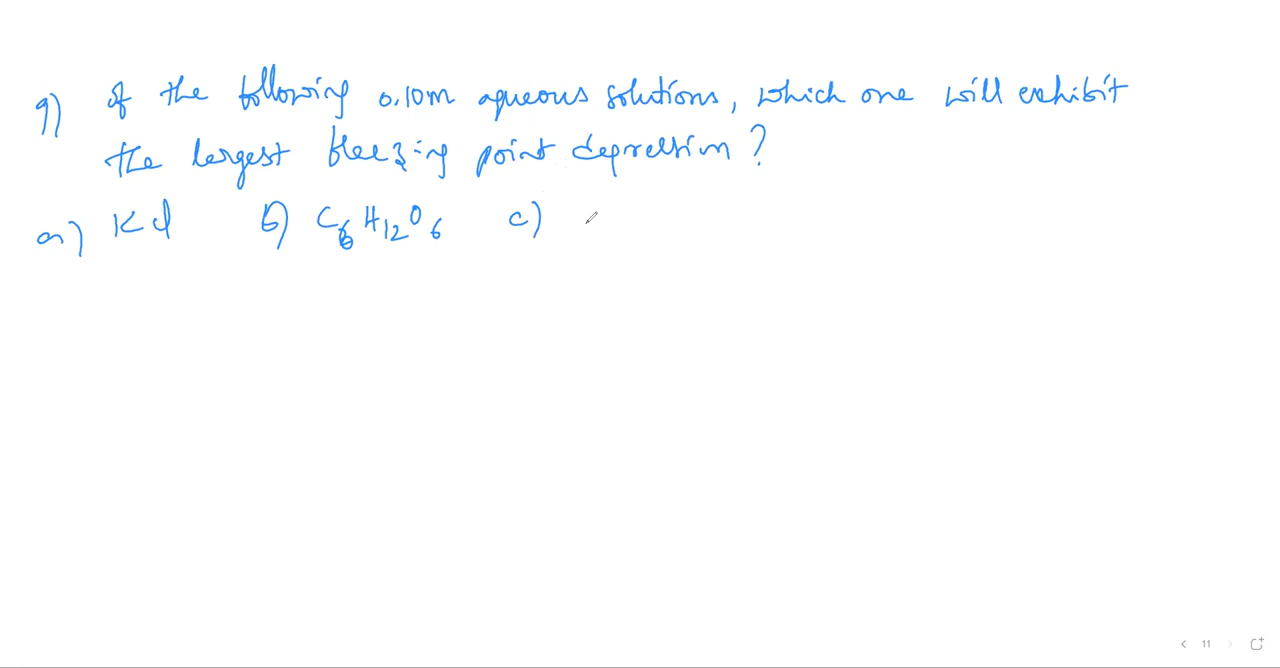 9) of the following 0.10m aqueous solutions, which one will exhibit
the largest freezing point depression ?
a) KCl b) C6H12O6 c)
11